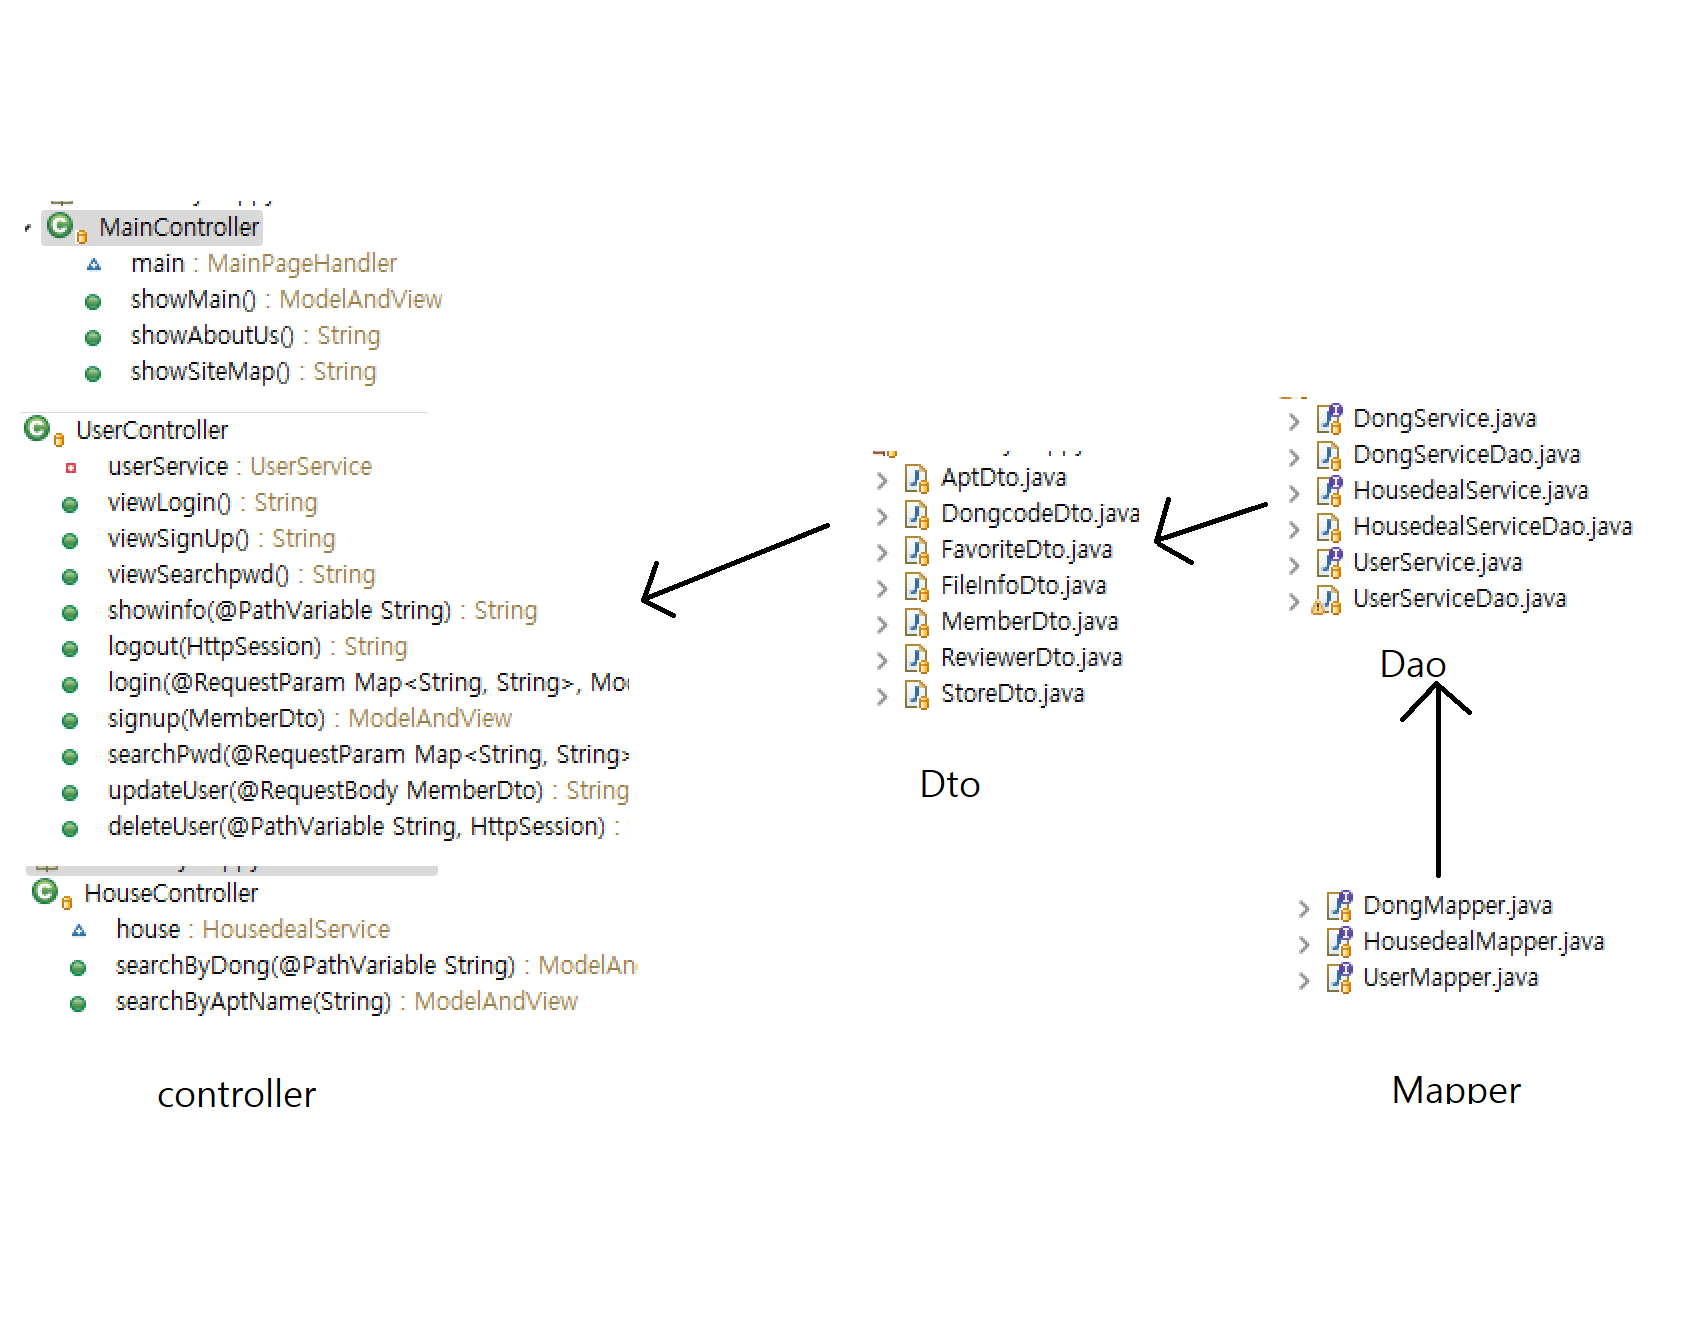 MainController
main : MainPageHandler
showMain() : ModelAndView
showAboutUs() : String
showSiteMap() : String
UserController
userService : UserService
viewLogin() : String
viewSignUp() : String
viewSearchpwd() : String
showinfo(@PathVariable String) : String
logout(HttpSession) : String
login(@RequestParam Map<String, String>, Mo
signup(MemberDto) : ModelAndView
searchPwd(@RequestParam Map<String, String>
updateUser(@RequestBody MemberDto) : String
deleteUser(@PathVariable String, HttpSession) :
HouseController
house : HousedealService
searchByDong(@PathVariable String) : ModelAn
searchByAptName(String) : ModelAndView
controller
AptDto.java
DongcodeDto.java
FavoriteDto.java
FileInfoDto.java
MemberDto.java
ReviewerDto.java
StoreDto.java
Dto
DongService.java
DongServiceDao.java
HousedealService.java
HousedealServiceDao.java
UserService.java
UserServiceDao.java
Dao
DongMapper.java
HousedealMapper.java
UserMapper.java
Mapper